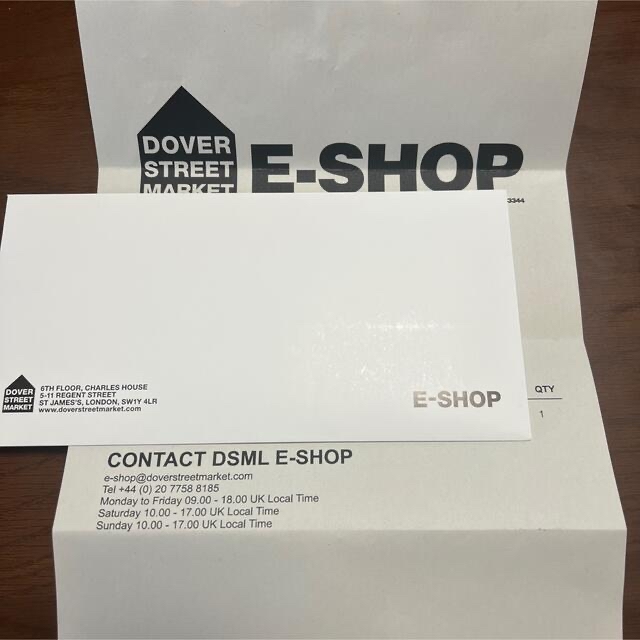 DOVER
STREET
MARKET
E-SHOP
3344
DOVER
STREET
MARKET
6TH FLOOR, CHARLES HOUSE
5-11 REGENT STREET
ST JAMES'S, LONDON, SW1Y 4LR
www.doverstreetmarket.com
E-SHOP
QTY
1
CONTACT DSML E-SHOP
e-shop@doverstreetmarket.com
Tel +44 (0) 20 7758 8185
Monday to Friday 09.00 - 18.00 UK Local Time
Saturday 10.00 - 17.00 UK Local Time
Sunday 10.00 - 17.00 UK Local Time